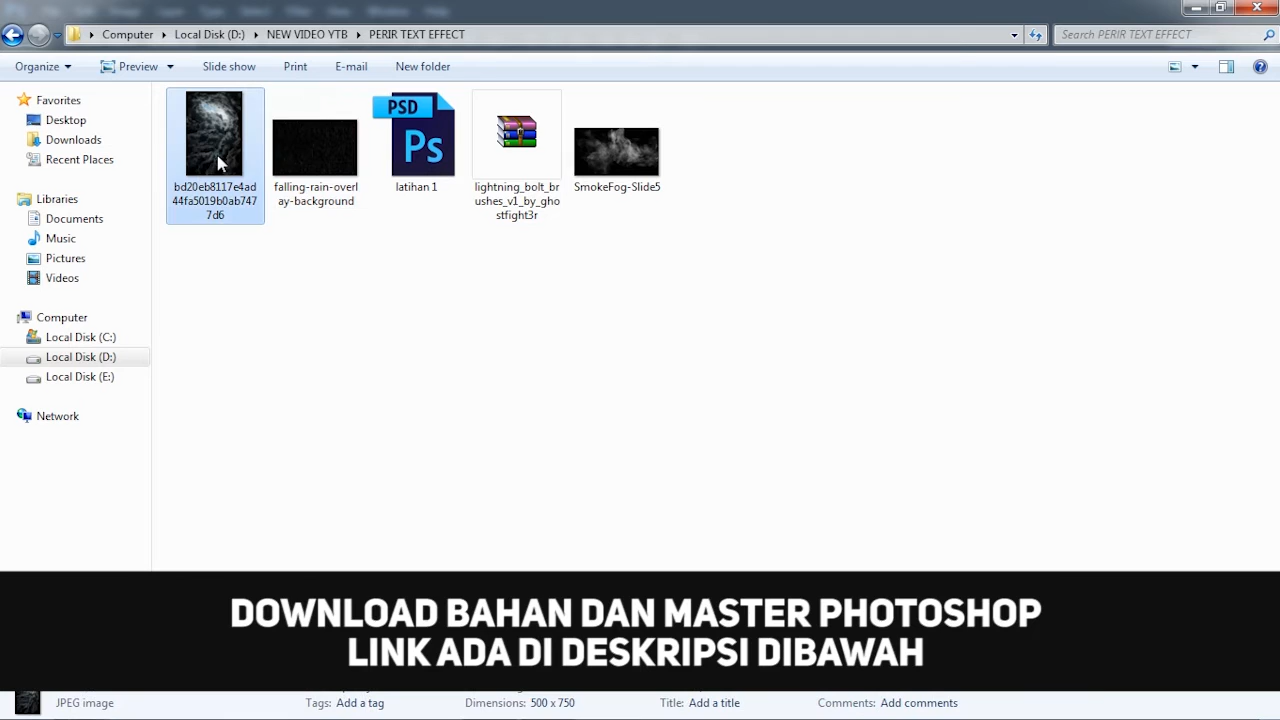 Computer
Local Disk (D:)
NEW VIDEO YTB
PERIR TEXT EFFECT
Search PERIR TEXT EFFECT
Organize
Preview
Slide show
Print
E-mail
New folder
Favorites
Desktop
Downloads
Recent Places
Libraries
Documents
Music
Pictures
Videos
Computer
Local Disk (C:)
Local Disk (D:)
Local Disk (E:)
Network
bd20eb8117e4ad
44fa5019b0ab747
7d6
falling-rain-overl
ay-background
PSD
Ps
latihan 1
lightning_bolt_br
ushes_v1_by_gho
stfight3r
SmokeFog-Slide5
DOWNLOAD BAHAN DAN MASTER PHOTOSHOP
LINK ADA DI DESKRIPSI DIBAWAH
JPEG image
Tags: Add a tag
Dimensions: 500 x 750
Title: Add a title
Comments: Add comments